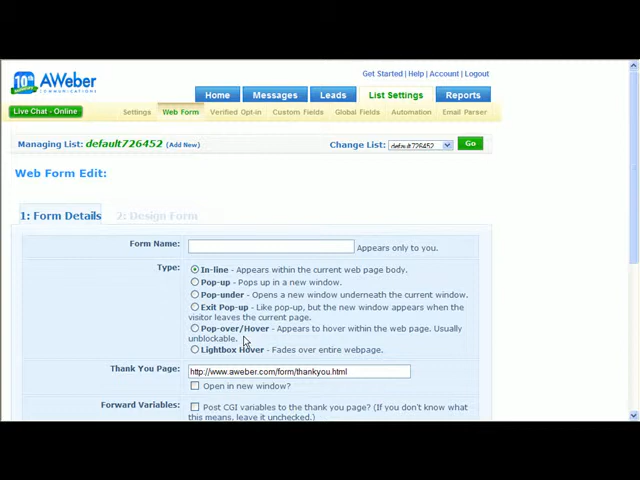 Get Started | Help | Account | Logout
10th AWeber
COMMUNICATIONS
Home Messages Leads List Settings Reports
Live Chat - Online
Settings Web Form Verified Opt-in Custom Fields Global Fields Automation Email Parser
Managing List: default726452 (Add New) Change List: default726452 Go
Web Form Edit:
1: Form Details 2: Design Form
Form Name: Appears only to you.
Type: In-line - Appears within the current web page body.
Pop-up - Pops up in a new window.
Pop-under - Opens a new window underneath the current window.
Exit Pop-up - Like pop-up, but the new window appears when the
visitor leaves the current page.
Pop-over/Hover - Appears to hover within the web page. Usually
unblockable.
Lightbox Hover - Fades over entire webpage.
Thank You Page: http://www.aweber.com/form/thankyou.html
Open in new window?
Forward Variables: Post CGI variables to the thank you page? (If you don't know what
this means, leave it unchecked.)